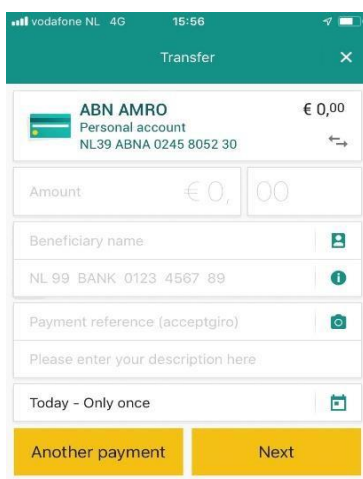 vodafone NL 4G 15:56
Transfer
ABN AMRO € 0,00
Personal account
NL39 ABNA 0245 8052 30
Amount € 0, 00
Beneficiary name
NL 99 BANK 0123 4567 89
Payment reference (acceptgiro)
Please enter your description here
Today - Only once
Another payment Next